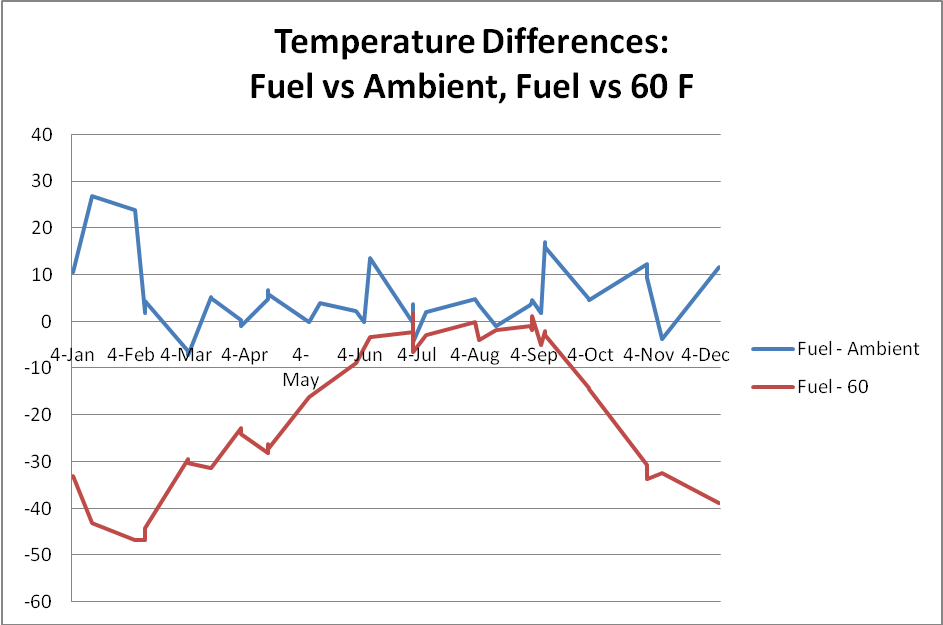 Temperature Differences:
Fuel vs Ambient, Fuel vs 60 F
40
30
20
10
0
-10
-20
-30
-40
-50
-60
4-Jan 4-Feb 4-Mar 4-Apr 4- 4-Jun 4-Jul 4-Aug 4-Sep 4-Oct 4-Nov 4-Dec
May
Fuel - Ambient
Fuel - 60